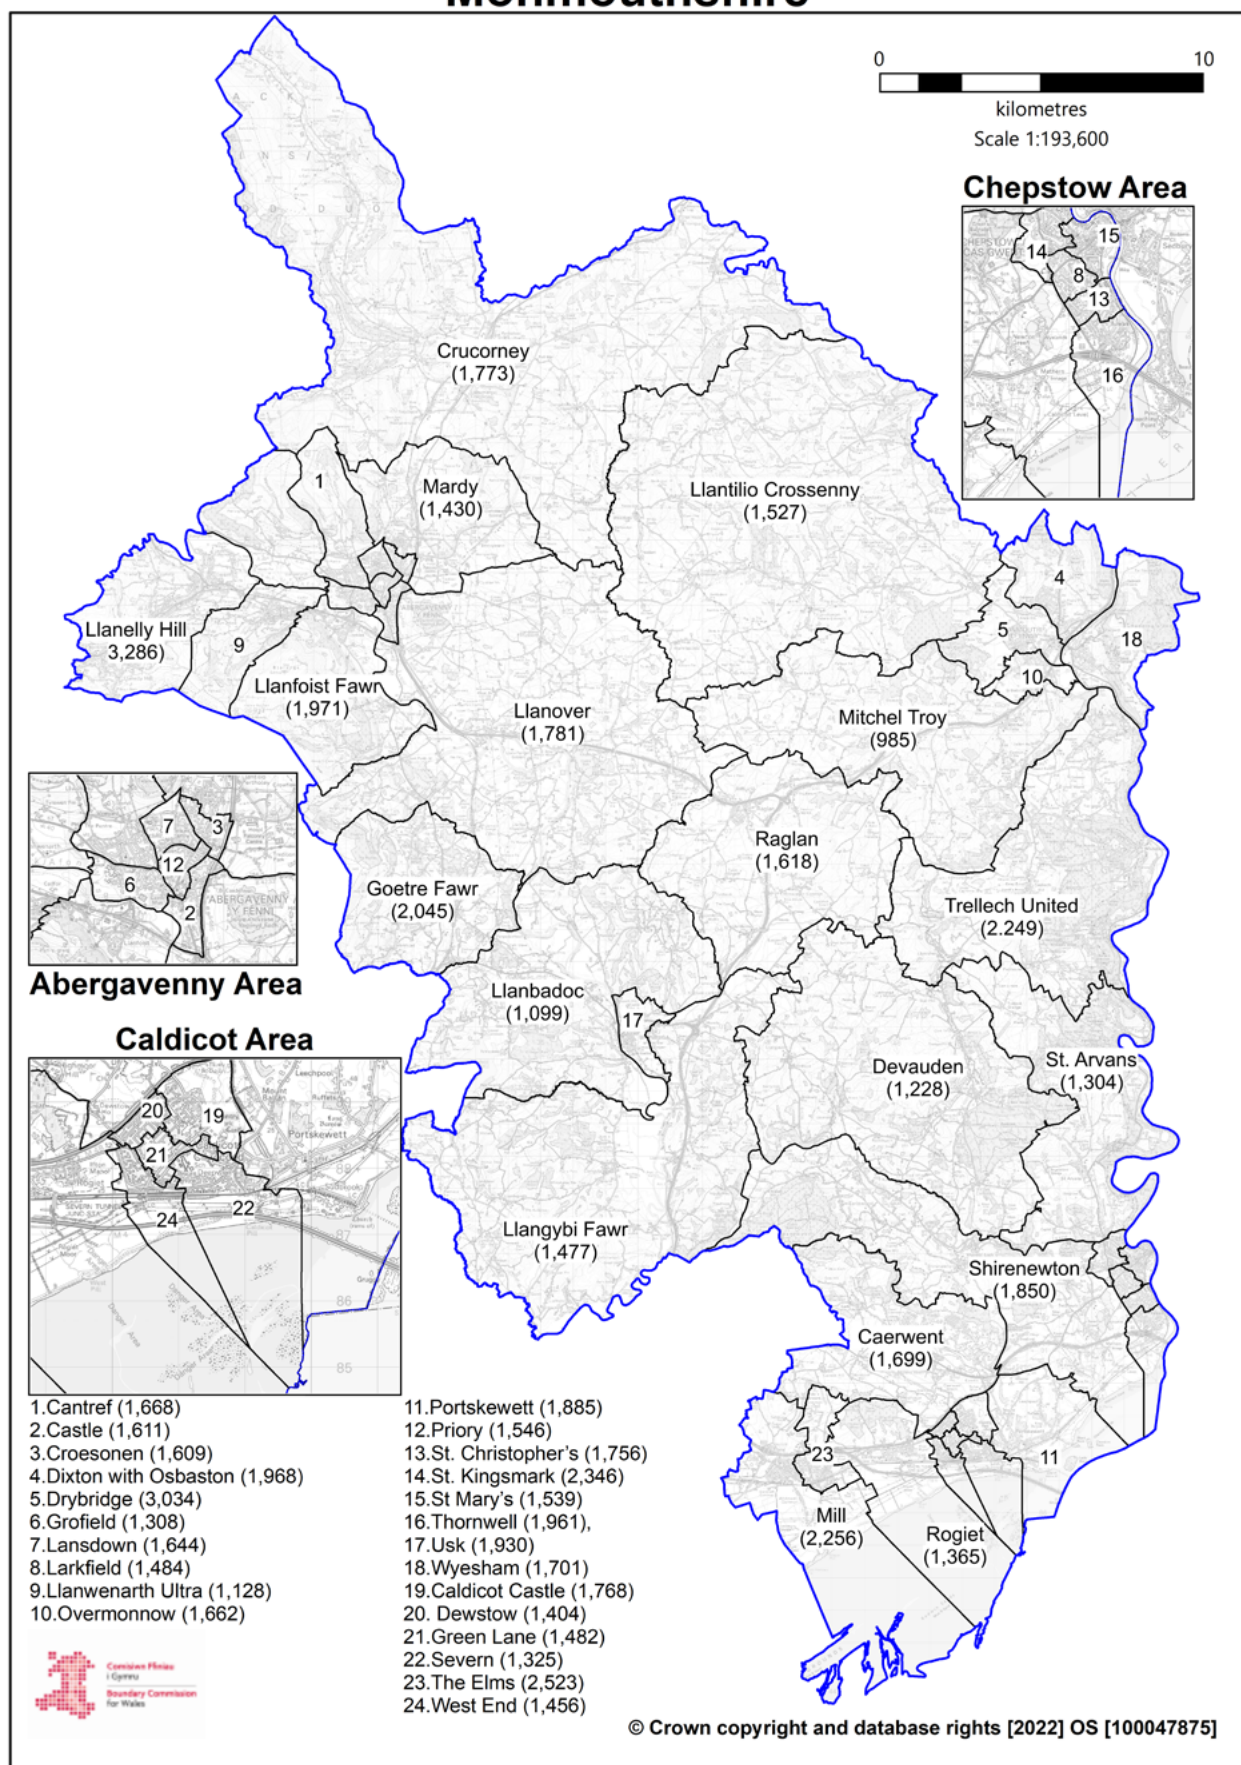 Monmouthshire
0 10
kilometres
Scale 1:193,600
Chepstow Area
15
14
8
13
16
Crucorney
(1,773)
1
Mardy
(1,430)
Llantilio Crossenny
(1,527)
4
5
18
10
Llanelly Hill
3,286)
9
Llanfoist Fawr
(1,971)
Llanover
(1,781)
Mitchel Troy
(985)
7
3
12
6
2
ABERGAVENNY
Y FENNI
Abergavenny Area
Raglan
(1,618)
Goetre Fawr
(2,045)
Trellech United
(2.249)
Llanbadoc
(1,099)
17
Devauden
(1,228)
St. Arvans
(1,304)
Caldicot Area
20
19
Portskewett
21
22
24
Llangybi Fawr
(1,477)
Shirenewton
(1,850)
Caerwent
(1,699)
23
11
Mill
(2,256)
Rogiet
(1,365)
1.Cantref (1,668)
2.Castle (1,611)
3.Croesonen (1,609)
4.Dixton with Osbaston (1,968)
5.Drybridge (3,034)
6.Grofield (1,308)
7.Lansdown (1,644)
8.Larkfield (1,484)
9.Llanwenarth Ultra (1,128)
10.Overmonnow (1,662)
11.Portskewett (1,885)
12.Priory (1,546)
13.St. Christopher's (1,756)
14.St. Kingsmark (2,346)
15.St Mary's (1,539)
16.Thornwell (1,961),
17.Usk (1,930)
18.Wyesham (1,701)
19.Caldicot Castle (1,768)
20. Dewstow (1,404)
21.Green Lane (1,482)
22.Severn (1,325)
23.The Elms (2,523)
24.West End (1,456)
Comisiwn Ffiniau
i Gymru
Boundary Commission
for Wales
© Crown copyright and database rights [2022] OS [100047875]